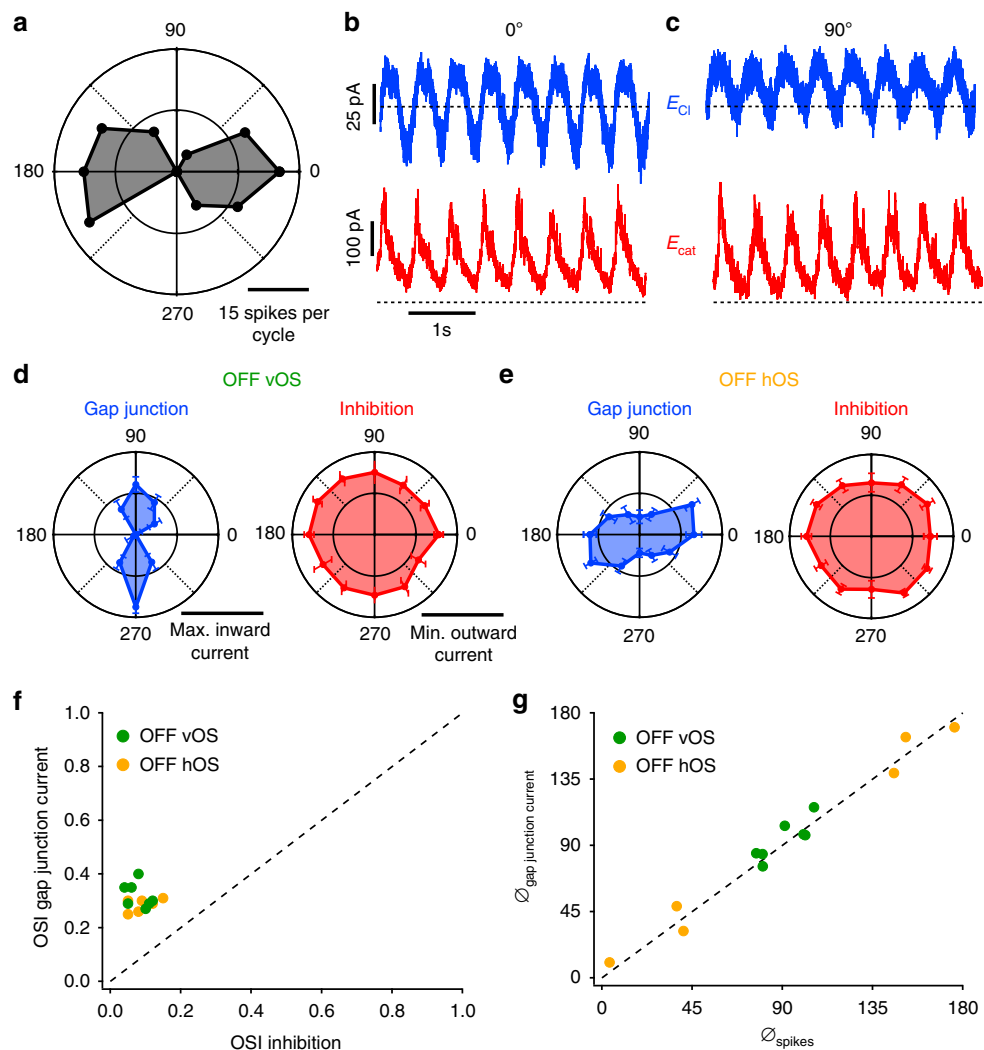 a
90
180
0
270
15 spikes per
cycle
b
0°
25 pA
100 pA
1s
c
90°
E_Cl
E_cat
d
OFF vOS
Gap junction
Inhibition
90
90
180
0
180
0
270
270
Max. inward
current
Min. outward
current
e
OFF hOS
Gap junction
Inhibition
90
90
180
0
180
0
270
270
f
1.0
0.8
0.6
0.4
0.2
0.0
OSI gap junction current
OFF vOS
OFF hOS
0.0 0.2 0.4 0.6 0.8 1.0
OSI inhibition
g
180
135
90
45
0
∅gap junction current
OFF vOS
OFF hOS
0 45 90 135 180
∅spikes